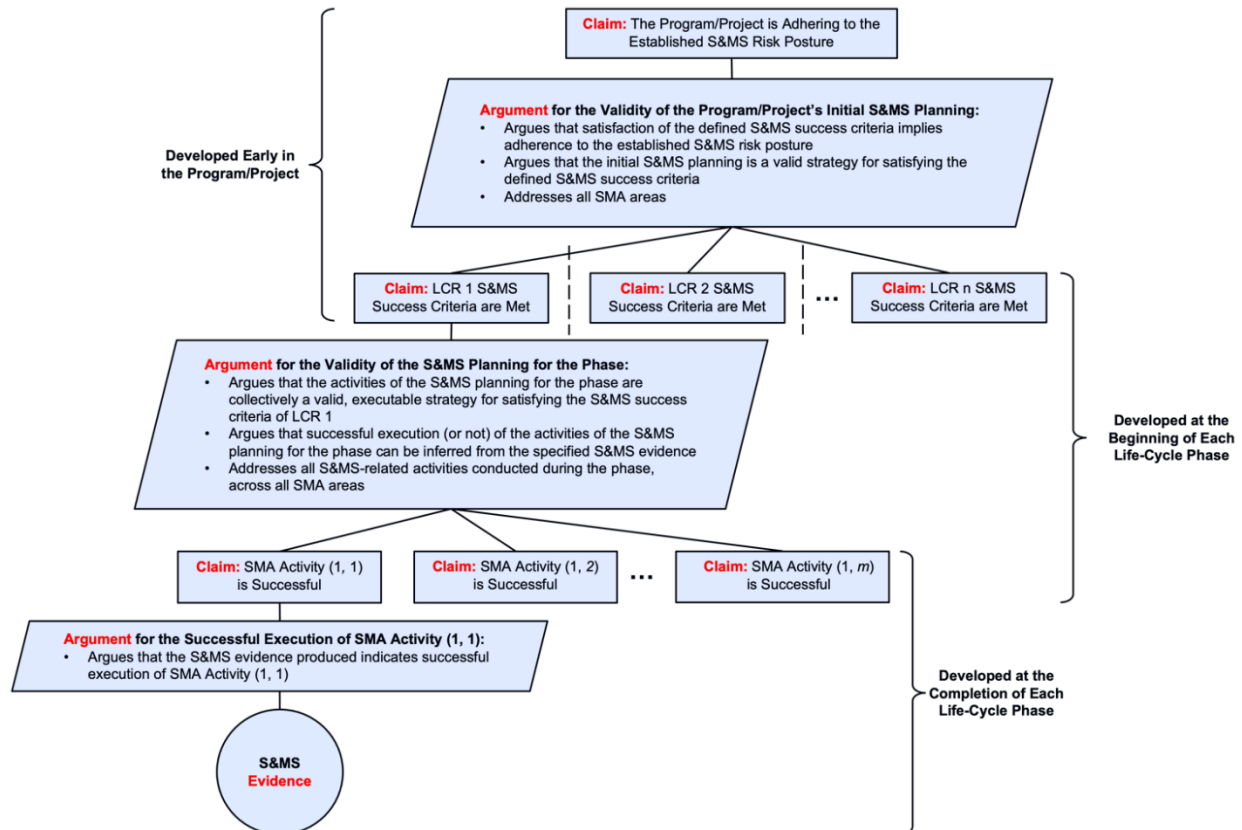 Claim: The Program/Project is Adhering to the
Established S&MS Risk Posture
Argument for the Validity of the Program/Project's Initial S&MS Planning:
• Argues that satisfaction of the defined S&MS success criteria implies
adherence to the established S&MS risk posture
• Argues that the initial S&MS planning is a valid strategy for satisfying the
defined S&MS success criteria
• Addresses all SMA areas
Developed Early in
the Program/Project
Claim: LCR 1 S&MS
Success Criteria are Met
Claim: LCR 2 S&MS
Success Criteria are Met
...
Claim: LCR n S&MS
Success Criteria are Met
Argument for the Validity of the S&MS Planning for the Phase:
• Argues that the activities of the S&MS planning for the phase are
collectively a valid, executable strategy for satisfying the S&MS success
criteria of LCR 1
• Argues that successful execution (or not) of the activities of the S&MS
planning for the phase can be inferred from the specified S&MS evidence
• Addresses all S&MS-related activities conducted during the phase,
across all SMA areas
Developed at the
Beginning of Each
Life-Cycle Phase
Claim: SMA Activity (1, 1)
is Successful
Claim: SMA Activity (1, 2)
is Successful
...
Claim: SMA Activity (1, m)
is Successful
Argument for the Successful Execution of SMA Activity (1, 1):
• Argues that the S&MS evidence produced indicates successful
execution of SMA Activity (1, 1)
Developed at the
Completion of Each
Life-Cycle Phase
S&MS
Evidence